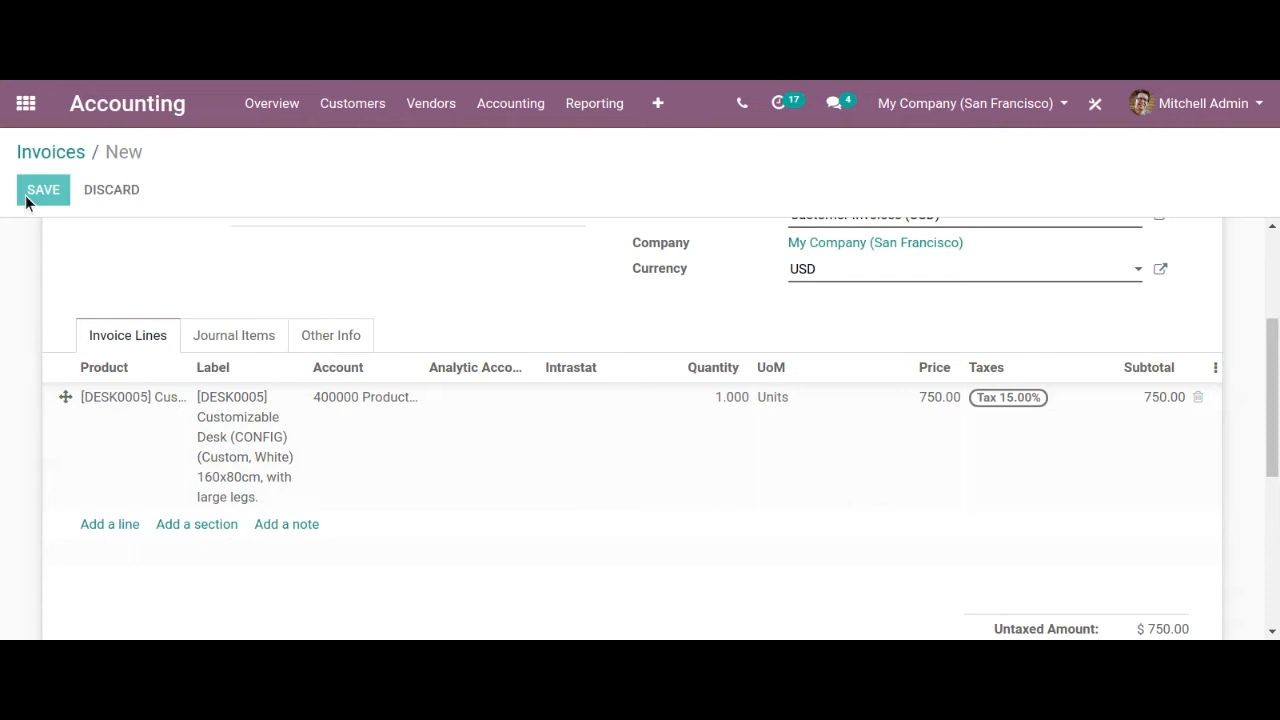 Accounting Overview Customers Vendors Accounting Reporting 17 4 My Company (San Francisco) Mitchell Admin
Invoices / New
SAVE DISCARD
Company My Company (San Francisco)
Currency USD
Invoice Lines Journal Items Other Info
Product Label Account Analytic Acco... Intrastat Quantity UoM Price Taxes Subtotal
[DESK0005] Cus... [DESK0005] 400000 Product... 1.000 Units 750.00 Tax 15.00% 750.00
Customizable
Desk (CONFIG)
(Custom, White)
160x80cm, with
large legs.
Add a line Add a section Add a note
Untaxed Amount: $ 750.00